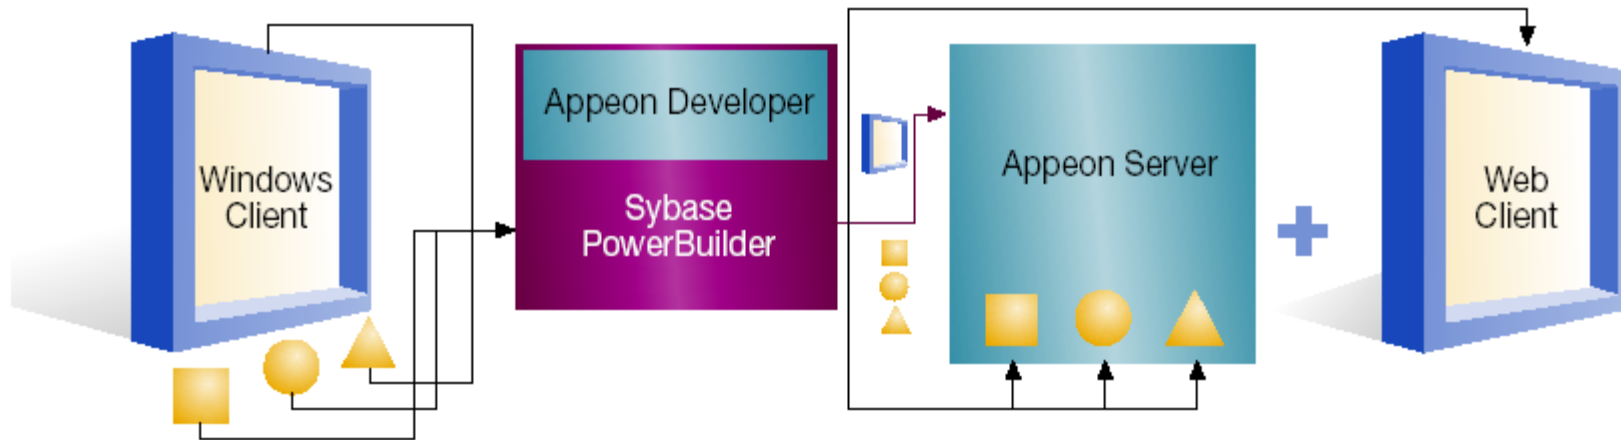 Windows
Client
Appeon Developer
Sybase
PowerBuilder
Appeon Server
Web
Client